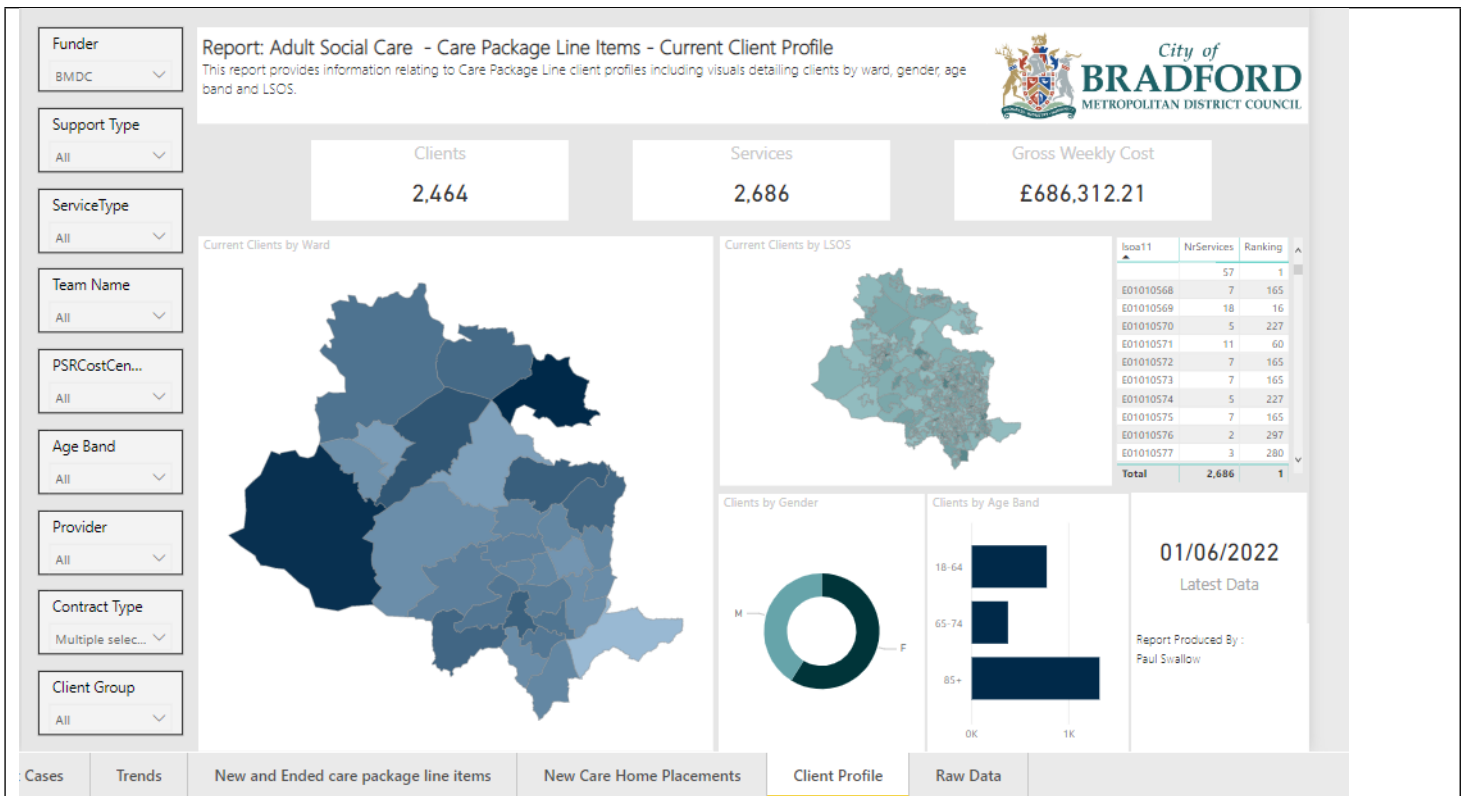 Funder
BMDC
Support Type
All
ServiceType
All
Team Name
All
PSRCostCen...
All
Age Band
All
Provider
All
Contract Type
Multiple selec...
Client Group
All
Report: Adult Social Care - Care Package Line Items - Current Client Profile
This report provides information relating to Care Package Line client profiles including visuals detailing clients by ward, gender, age
band and LSOS.
City of
BRADFORD
METROPOLITAN DISTRICT COUNCIL
Clients
2,464
Services
2,686
Gross Weekly Cost
£686,312.21
Current Clients by Ward
Current Clients by LSOS
lsoa11 NrServices Ranking
57 1
E01010568 7 165
E01010569 18 16
E01010570 5 227
E01010571 11 60
E01010572 7 165
E01010573 7 165
E01010574 5 227
E01010575 7 165
E01010576 2 297
E01010577 3 280
Total 2,686 1
Clients by Gender
M
F
Clients by Age Band
18-64
65-74
85+
0K 1K
01/06/2022
Latest Data
Report Produced By :
Paul Swallow
Cases
Trends
New and Ended care package line items
New Care Home Placements
Client Profile
Raw Data